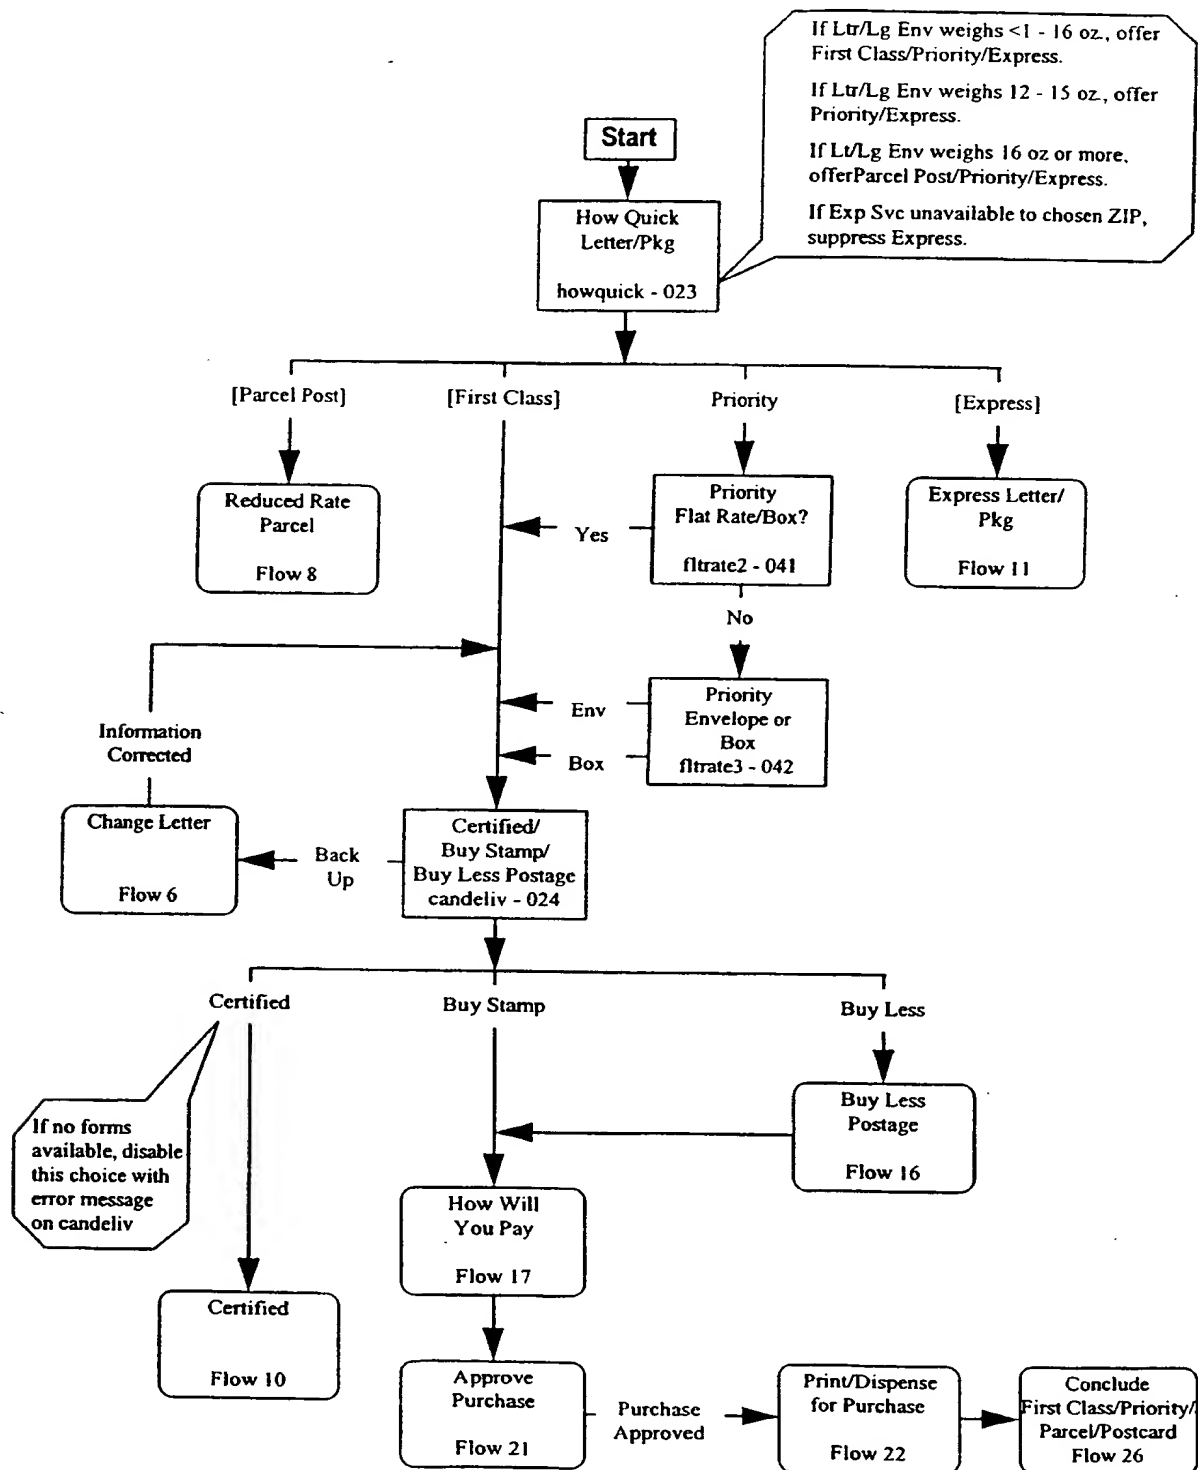 If Ltr/Lg Env weighs <1 - 16 oz., offer
First Class/Priority/Express.
If Ltr/Lg Env weighs 12 - 15 oz., offer
Priority/Express.
If Lt/Lg Env weighs 16 oz or more,
offerParcel Post/Priority/Express.
If Exp Svc unavailable to chosen ZIP,
suppress Express.
Start
How Quick
Letter/Pkg
howquick - 023
[Parcel Post]
[First Class]
Priority
[Express]
Reduced Rate
Parcel
Flow 8
Yes
Priority
Flat Rate/Box?
fltrate2 - 041
Express Letter/
Pkg
Flow 11
No
Information
Corrected
Env
Box
Priority
Envelope or
Box
fltrate3 - 042
Change Letter
Flow 6
Back
Up
Certified/
Buy Stamp/
Buy Less Postage
candeliv - 024
Certified
Buy Stamp
Buy Less
If no forms
available, disable
this choice with
error message
on candeliv
Buy Less
Postage
Flow 16
How Will
You Pay
Flow 17
Certified
Flow 10
Approve
Purchase
Flow 21
Purchase
Approved
Print/Dispense
for Purchase
Flow 22
Conclude
First Class/Priority/
Parcel/Postcard
Flow 26